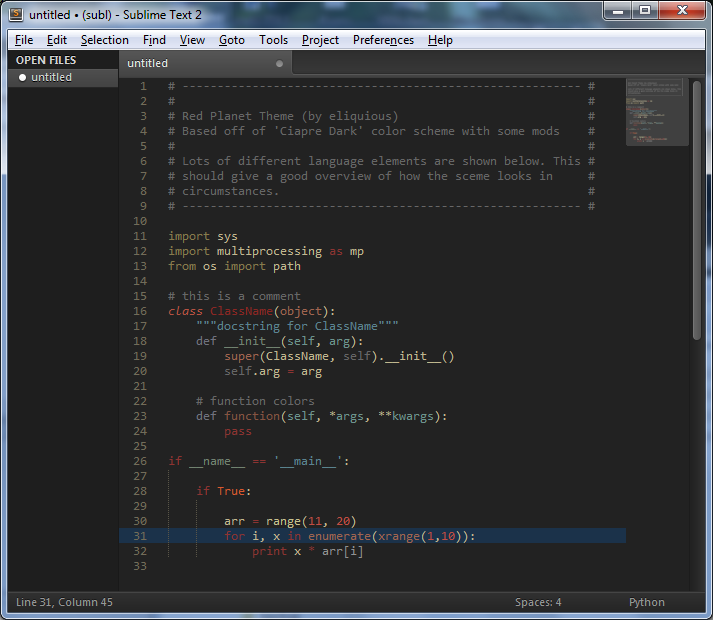 untitled • (subl) - Sublime Text 2
File Edit Selection Find View Goto Tools Project Preferences Help
OPEN FILES
untitled
untitled
1 # --------------------------------------------------------- #
2 # #
3 # Red Planet Theme (by eliquious) #
4 # Based off of 'Ciapre Dark' color scheme with some mods #
5 # #
6 # Lots of different language elements are shown below. This #
7 # should give a good overview of how the sceme looks in #
8 # circumstances. #
9 # --------------------------------------------------------- #
10
11 import sys
12 import multiprocessing as mp
13 from os import path
14
15 # this is a comment
16 class ClassName(object):
17     """docstring for ClassName"""
18     def __init__(self, arg):
19         super(ClassName, self).__init__()
20         self.arg = arg
21
22     # function colors
23     def function(self, *args, **kwargs):
24         pass
25
26 if __name__ == '__main__':
27
28     if True:
29
30         arr = range(11, 20)
31         for i, x in enumerate(xrange(1,10)):
32             print x * arr[i]
33
Line 31, Column 45 Spaces: 4 Python